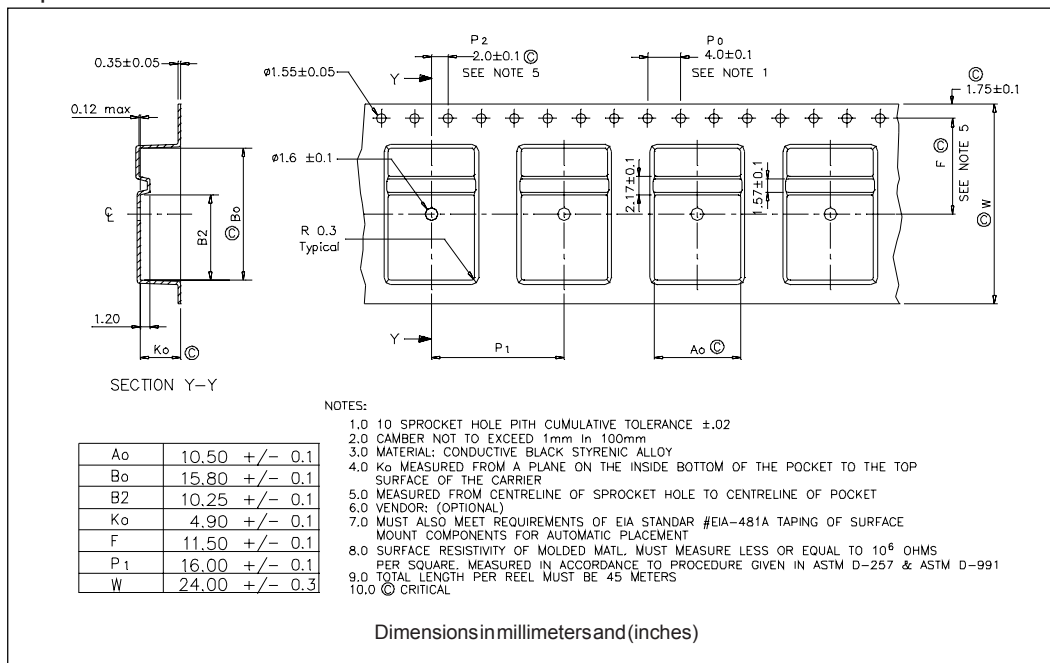 P2
2.0±0.1 Ⓒ
SEE NOTE 5
P0
4.0±0.1
SEE NOTE 1
Ⓒ
1.75±0.1
0.35±0.05
ø1.55±0.05
Y
0.12 max
ø1.6 ±0.1
2.17±0.1
1.57±0.1
F Ⓒ
SEE NOTE 5
Ⓒ W
℄
B2
Ⓒ Bo
R 0.3
Typical
1.20
Ko Ⓒ
Y
P1
Ao Ⓒ
SECTION Y-Y
NOTES:
1.0 10 SPROCKET HOLE PITH CUMULATIVE TOLERANCE ±.02
2.0 CAMBER NOT TO EXCEED 1mm In 100mm
3.0 MATERIAL: CONDUCTIVE BLACK STYRENIC ALLOY
4.0 Ko MEASURED FROM A PLANE ON THE INSIDE BOTTOM OF THE POCKET TO THE TOP
SURFACE OF THE CARRIER
5.0 MEASURED FROM CENTRELINE OF SPROCKET HOLE TO CENTRELINE OF POCKET
6.0 VENDOR: (OPTIONAL)
7.0 MUST ALSO MEET REQUIREMENTS OF EIA STANDAR #EIA-481A TAPING OF SURFACE
MOUNT COMPONENTS FOR AUTOMATIC PLACEMENT
8.0 SURFACE RESISTIVITY OF MOLDED MATL. MUST MEASURE LESS OR EQUAL TO 10⁶ OHMS
PER SQUARE. MEASURED IN ACCORDANCE TO PROCEDURE GIVEN IN ASTM D-257 & ASTM D-991
9.0 TOTAL LENGTH PER REEL MUST BE 45 METERS
10.0 Ⓒ CRITICAL
Ao 10.50 +/- 0.1
Bo 15.80 +/- 0.1
B2 10.25 +/- 0.1
Ko 4.90 +/- 0.1
F 11.50 +/- 0.1
P1 16.00 +/- 0.1
W 24.00 +/- 0.3
Dimensions in millimeters and (inches)